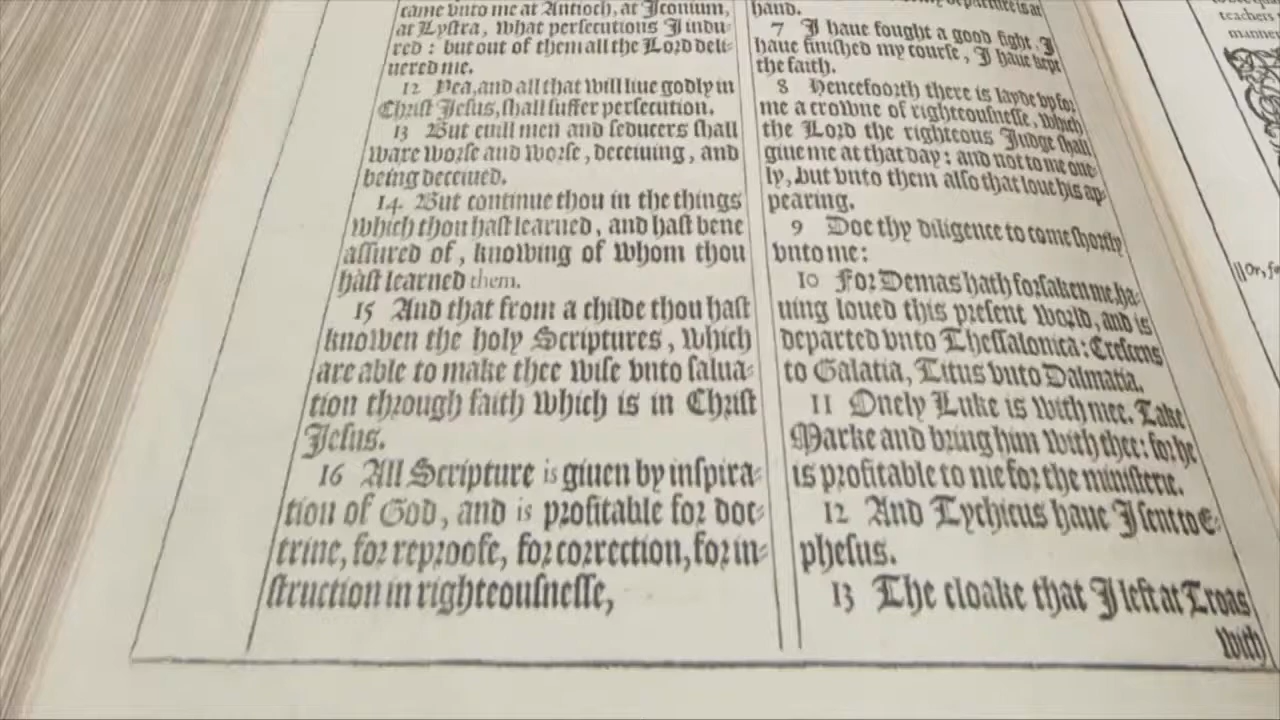 came vnto me at Antioch, at Iconium,
at Lystra, what persecutions I indu-
red: but out of them all the Lord deli-
uered me.
12 Yea, and all that will liue godly in
Christ Iesus, shall suffer persecution.
13 But euill men and seducers shall
waxe worse and worse, deceiuing, and
being deceiued.
14 But continue thou in the things
which thou hast learned, and hast bene
assured of, knowing of whom thou
hast learned them.
15 And that from a childe thou hast
knowen the holy Scriptures, which
are able to make thee wise vnto salua-
tion through faith which is in Christ
Iesus.
16 All Scripture is giuen by inspira-
tion of God, and is profitable for doc-
trine, for reproofe, for correction, for in-
struction in righteousnesse,
departure is at
hand.
7 I haue fought a good fight, I
haue finished my course, I haue kept
the faith.
8 Hencefoorth there is layde vp for
me a crowne of righteousnesse, which
the Lord the righteous Iudge shall
giue me at that day: and not to me one-
ly, but vnto them also that loue his ap-
pearing.
9 Doe thy diligence to come shortly
vnto me:
10 For Demas hath forsaken me, ha-
uing loued this present world, and is
departed vnto Thessalonica: Crescens
to Galatia, Titus vnto Dalmatia.
11 Onely Luke is with mee. Take
Marke and bring him with thee: for he
is profitable to me for the ministerie.
12 And Tychicus haue I sent to E-
phesus.
13 The cloake that I left at Troas
with
teachers
manner
||Or, fo